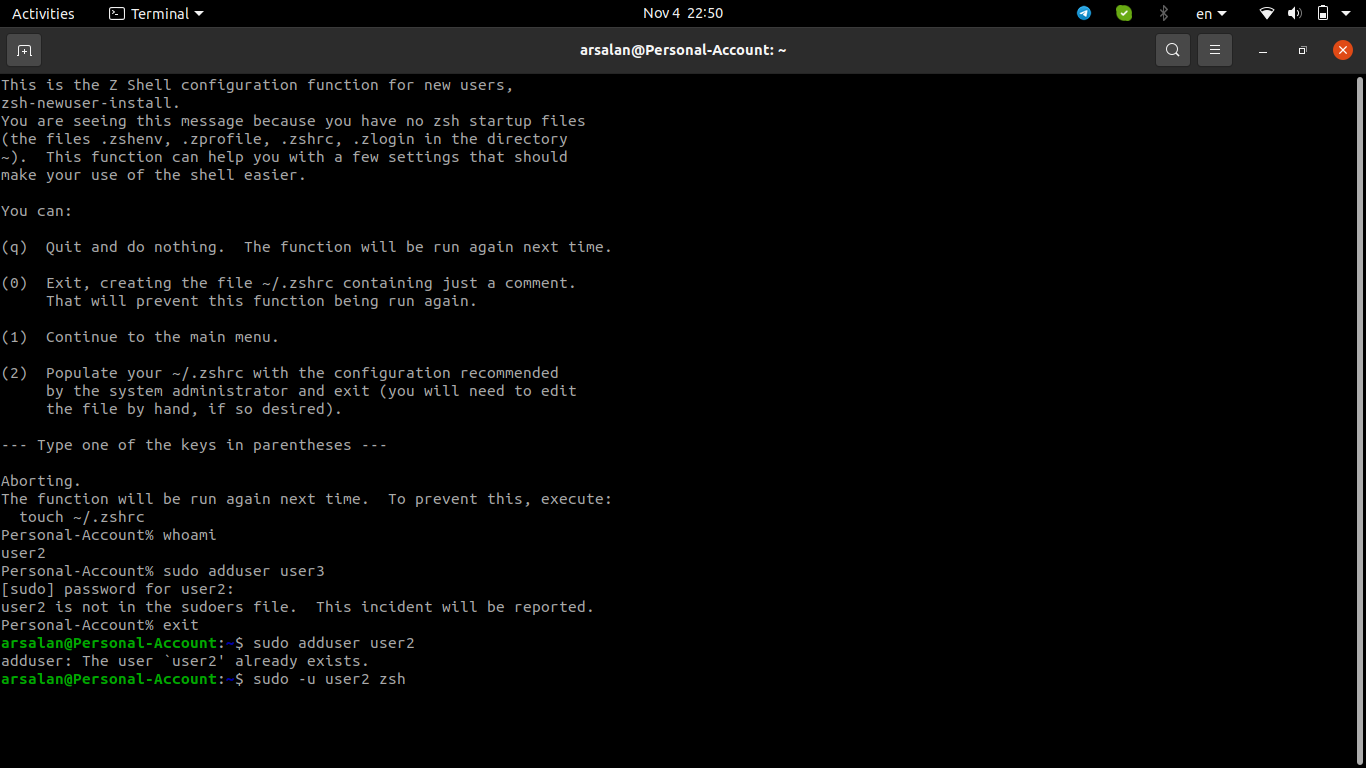 Activities Terminal Nov 4 22:50 en
arsalan@Personal-Account: ~
This is the Z Shell configuration function for new users,
zsh-newuser-install.
You are seeing this message because you have no zsh startup files
(the files .zshenv, .zprofile, .zshrc, .zlogin in the directory
~).  This function can help you with a few settings that should
make your use of the shell easier.
You can:
(q)  Quit and do nothing.  The function will be run again next time.
(0)  Exit, creating the file ~/.zshrc containing just a comment.
     That will prevent this function being run again.
(1)  Continue to the main menu.
(2)  Populate your ~/.zshrc with the configuration recommended
     by the system administrator and exit (you will need to edit
     the file by hand, if so desired).
--- Type one of the keys in parentheses ---
Aborting.
The function will be run again next time.  To prevent this, execute:
  touch ~/.zshrc
Personal-Account% whoami
user2
Personal-Account% sudo adduser user3
[sudo] password for user2:
user2 is not in the sudoers file.  This incident will be reported.
Personal-Account% exit
arsalan@Personal-Account:~$ sudo adduser user2
adduser: The user `user2' already exists.
arsalan@Personal-Account:~$ sudo -u user2 zsh